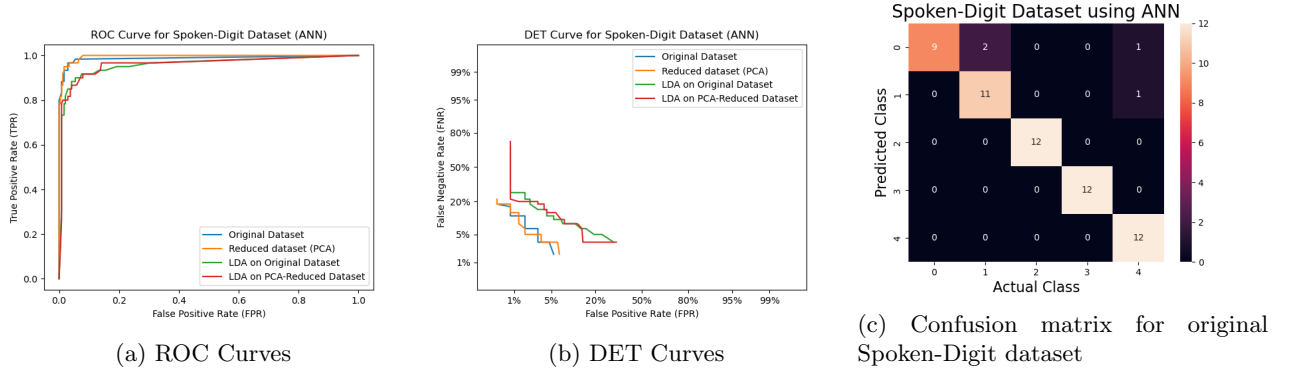 ROC Curve for Spoken-Digit Dataset (ANN)
True Positive Rate (TPR)
1.0
0.8
0.6
0.4
0.2
0.0
Original Dataset
Reduced dataset (PCA)
LDA on Original Dataset
LDA on PCA-Reduced Dataset
0.0 0.2 0.4 0.6 0.8 1.0
False Positive Rate (FPR)
(a) ROC Curves
DET Curve for Spoken-Digit Dataset (ANN)
False Negative Rate (FNR)
99%
95%
80%
50%
20%
5%
1%
Original Dataset
Reduced dataset (PCA)
LDA on Original Dataset
LDA on PCA-Reduced Dataset
1% 5% 20% 50% 80% 95% 99%
False Positive Rate (FPR)
(b) DET Curves
Spoken-Digit Dataset using ANN
Predicted Class
0 9 2 0 0 1
1 0 11 0 0 1
2 0 0 12 0 0
3 0 0 0 12 0
4 0 0 0 0 12
0 1 2 3 4
Actual Class
12
10
8
6
4
2
0
(c) Confusion matrix for original
Spoken-Digit dataset